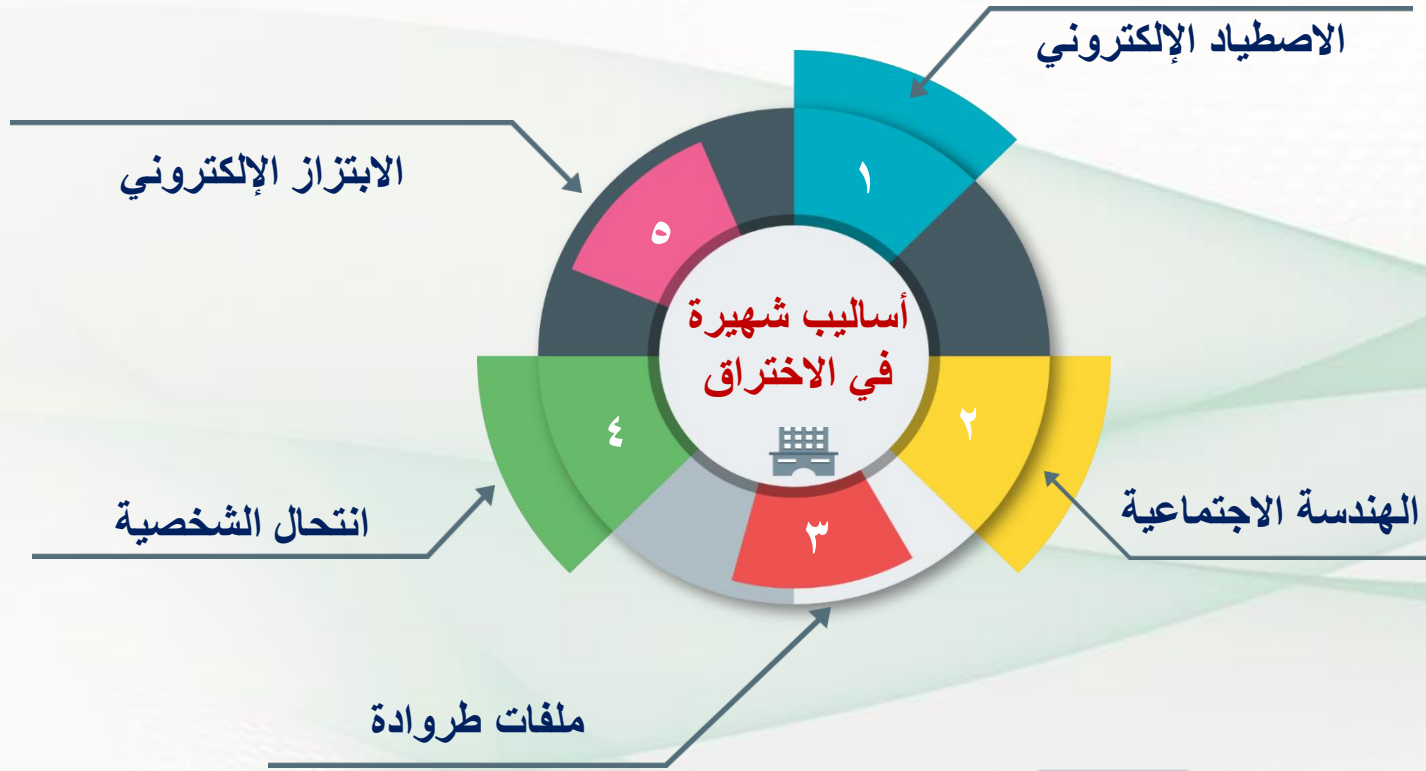 أساليب شهيرة
في الاختراق
١
الاصطياد الإلكتروني
٢
الهندسة الاجتماعية
٣
ملفات طروادة
٤
انتحال الشخصية
٥
الابتزاز الإلكتروني